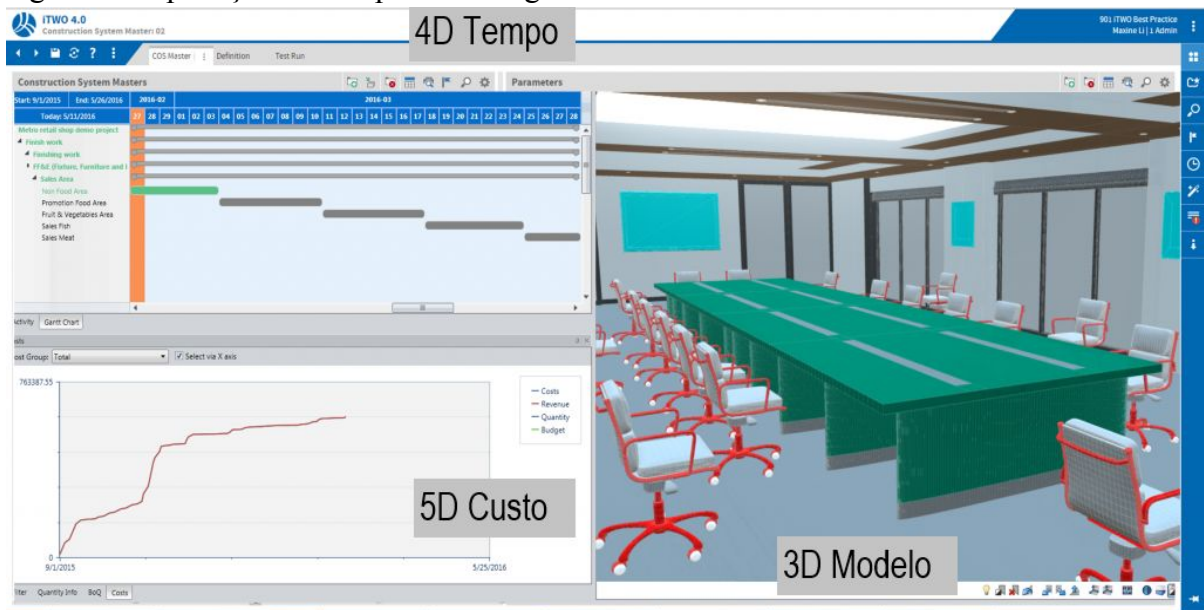 iTWO 4.0
Construction System Master: 02
4D Tempo
901 iTWO Best Practice
Maxine Li | 1 Admin
COS Master
Definition
Test Run
Construction System Masters
Parameters
Start: 9/1/2015
End: 5/26/2016
2016-02
2016-03
Today: 5/11/2016
27 28 29 01 02 03 04 05 06 07 08 09 10 11 12 13 14 15 16 17 18 19 20 21 22 23 24 25 26 27 28
Metro retail shop demo project
Finish work
Finishing work
FF&E (Fixture, Furniture and
Sales Area
Non Food Area
Promotion Food Area
Fruit & Vegetables Area
Sales Fish
Sales Meat
Gantt Chart
Total
Select via X axis
763387.55
Costs
Revenue
Quantity
Budget
5D Custo
0
9/1/2015
5/25/2016
3D Modelo
Quantity Info
BoQ
Costs